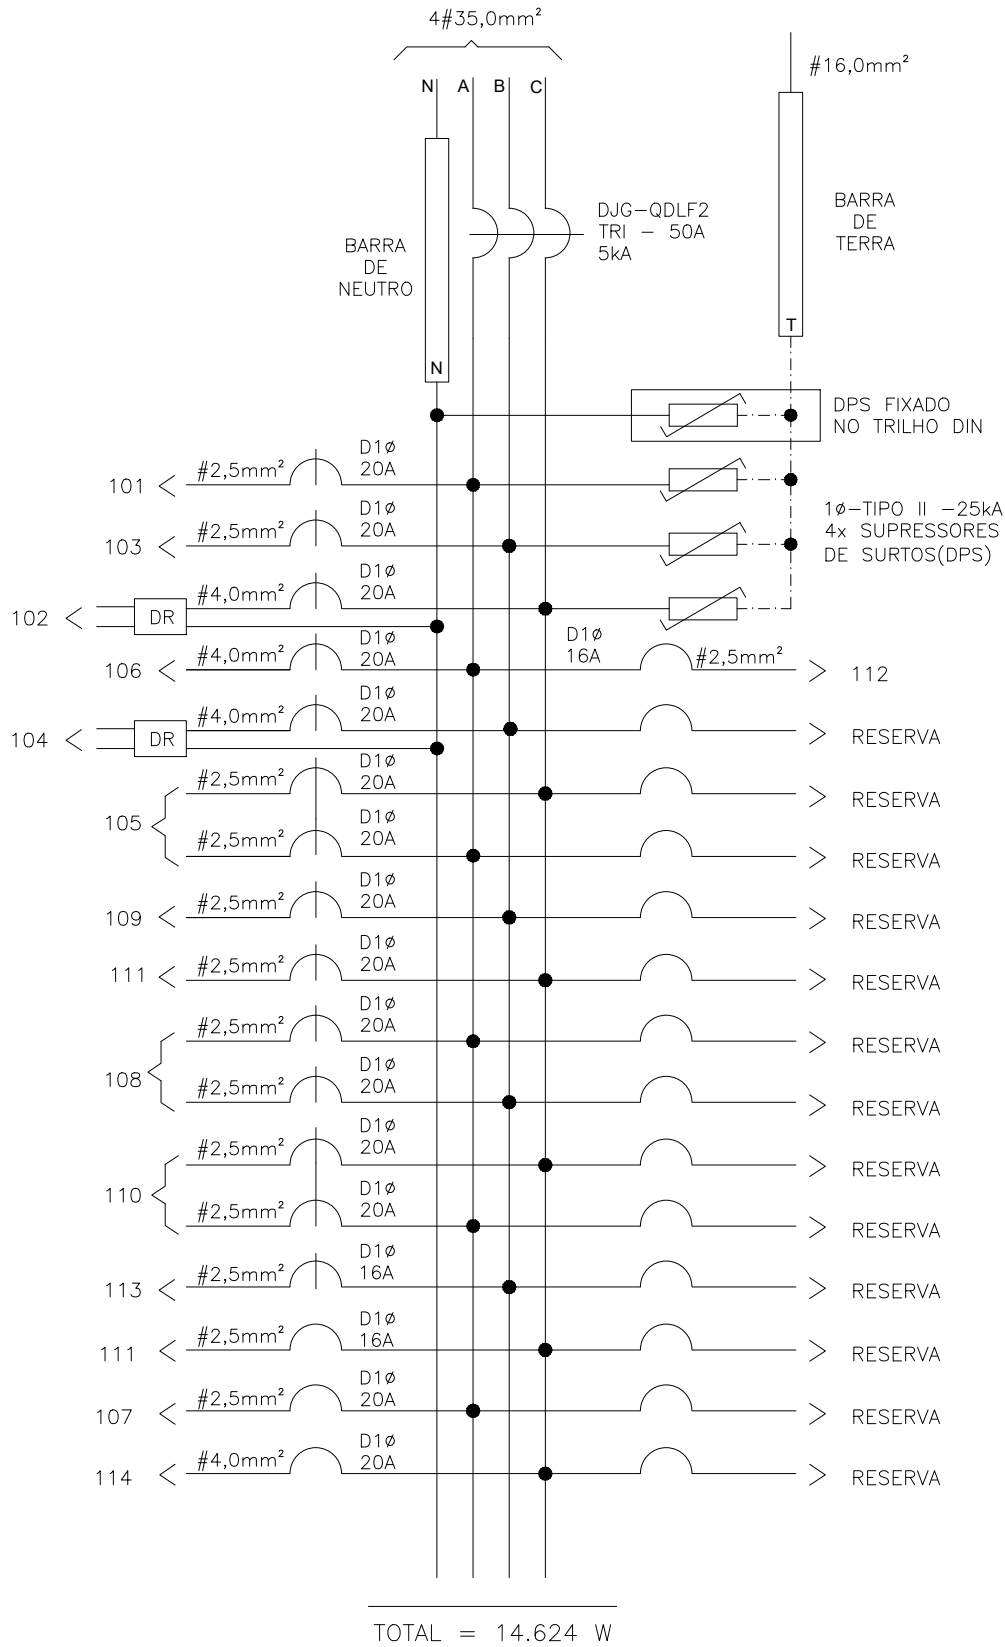 4#35,0mm²
#16,0mm²
N A B C
DJG-QDLF2
TRI - 50A
5kA
BARRA
DE
TERRA
BARRA
DE
NEUTRO
T
N
DPS FIXADO
NO TRILHO DIN
101 #2,5mm² D1ø
20A
1ø-TIPO II -25kA
4x SUPRESSORES
DE SURTOS(DPS)
103 #2,5mm² D1ø
20A
102 DR #4,0mm² D1ø
20A
106 #4,0mm² D1ø
20A
D1ø
16A
#2,5mm² 112
104 DR #4,0mm² D1ø
20A
RESERVA
105 #2,5mm² D1ø
20A
RESERVA
#2,5mm² D1ø
20A
RESERVA
109 #2,5mm² D1ø
20A
RESERVA
111 #2,5mm² D1ø
20A
RESERVA
108 #2,5mm² D1ø
20A
RESERVA
#2,5mm² D1ø
20A
RESERVA
110 #2,5mm² D1ø
20A
RESERVA
#2,5mm² D1ø
20A
RESERVA
113 #2,5mm² D1ø
16A
RESERVA
111 #2,5mm² D1ø
16A
RESERVA
107 #2,5mm² D1ø
20A
RESERVA
114 #4,0mm² D1ø
20A
RESERVA
TOTAL = 14.624 W